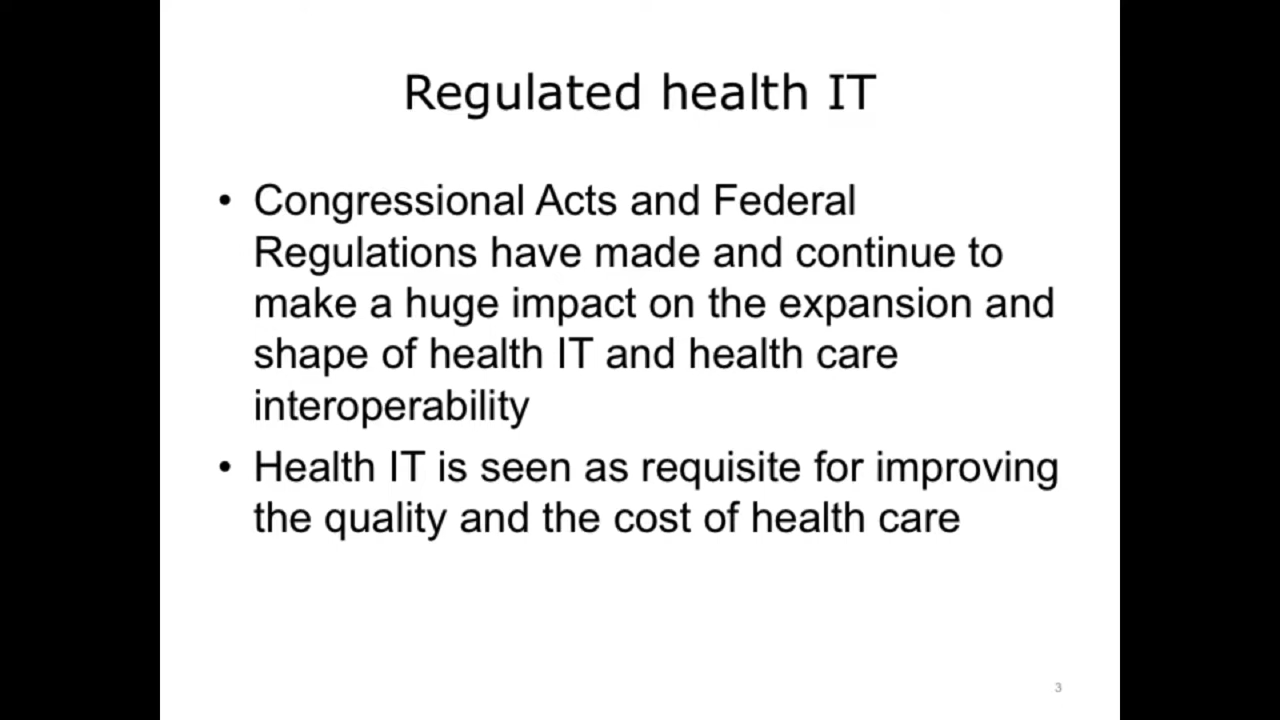 Regulated health IT
• Congressional Acts and Federal
Regulations have made and continue to
make a huge impact on the expansion and
shape of health IT and health care
interoperability
• Health IT is seen as requisite for improving
the quality and the cost of health care
3